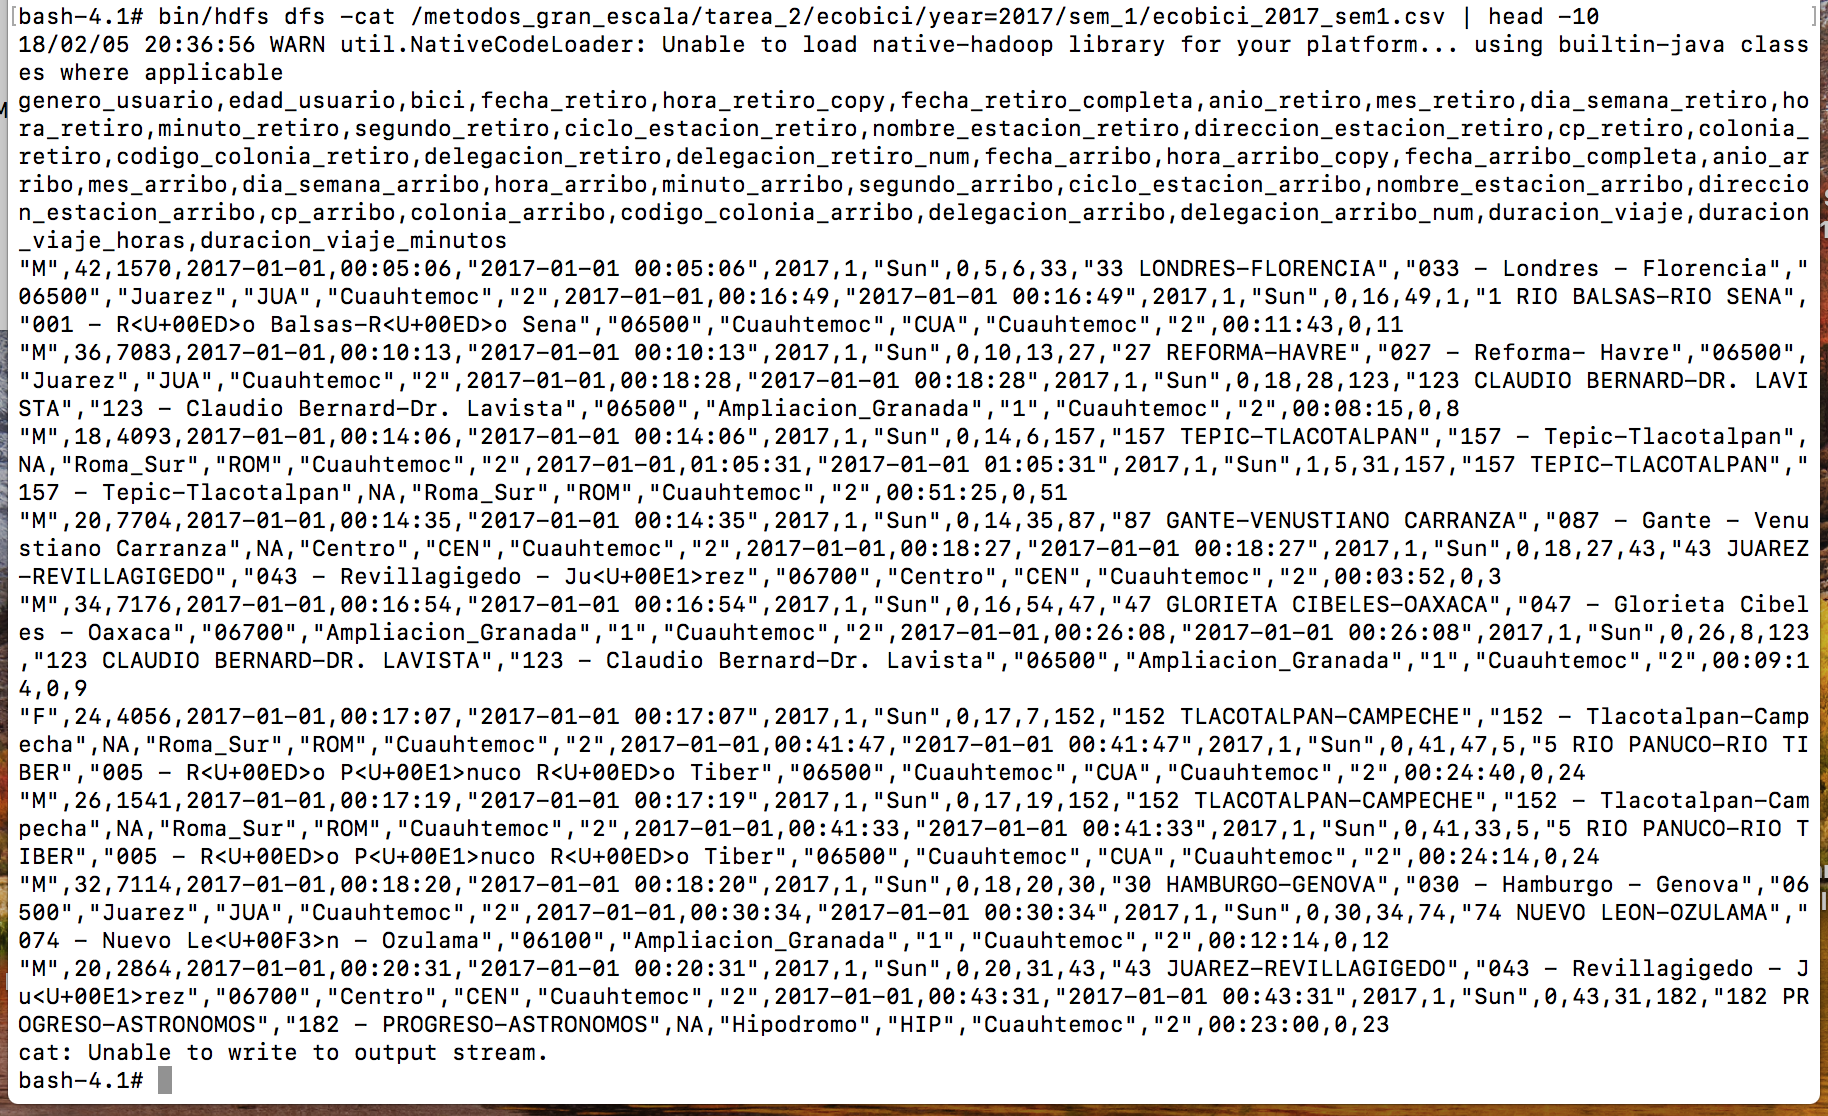 [bash-4.1# bin/hdfs dfs -cat /metodos_gran_escala/tarea_2/ecobici/year=2017/sem_1/ecobici_2017_sem1.csv | head -10 ]
18/02/05 20:36:56 WARN util.NativeCodeLoader: Unable to load native-hadoop library for your platform... using builtin-java class
es where applicable
genero_usuario,edad_usuario,bici,fecha_retiro,hora_retiro_copy,fecha_retiro_completa,anio_retiro,mes_retiro,dia_semana_retiro,ho
ra_retiro,minuto_retiro,segundo_retiro,ciclo_estacion_retiro,nombre_estacion_retiro,direccion_estacion_retiro,cp_retiro,colonia_
retiro,codigo_colonia_retiro,delegacion_retiro,delegacion_retiro_num,fecha_arribo,hora_arribo_copy,fecha_arribo_completa,anio_ar
ribo,mes_arribo,dia_semana_arribo,hora_arribo,minuto_arribo,segundo_arribo,ciclo_estacion_arribo,nombre_estacion_arribo,direccio
n_estacion_arribo,cp_arribo,colonia_arribo,codigo_colonia_arribo,delegacion_arribo,delegacion_arribo_num,duracion_viaje,duracion
_viaje_horas,duracion_viaje_minutos
"M",42,1570,2017-01-01,00:05:06,"2017-01-01 00:05:06",2017,1,"Sun",0,5,6,33,"33 LONDRES-FLORENCIA","033 - Londres - Florencia","
06500","Juarez","JUA","Cuauhtemoc","2",2017-01-01,00:16:49,"2017-01-01 00:16:49",2017,1,"Sun",0,16,49,1,"1 RIO BALSAS-RIO SENA",
"001 - R<U+00ED>o Balsas-R<U+00ED>o Sena","06500","Cuauhtemoc","CUA","Cuauhtemoc","2",00:11:43,0,11
"M",36,7083,2017-01-01,00:10:13,"2017-01-01 00:10:13",2017,1,"Sun",0,10,13,27,"27 REFORMA-HAVRE","027 - Reforma- Havre","06500",
"Juarez","JUA","Cuauhtemoc","2",2017-01-01,00:18:28,"2017-01-01 00:18:28",2017,1,"Sun",0,18,28,123,"123 CLAUDIO BERNARD-DR. LAVI
STA","123 - Claudio Bernard-Dr. Lavista","06500","Ampliacion_Granada","1","Cuauhtemoc","2",00:08:15,0,8
"M",18,4093,2017-01-01,00:14:06,"2017-01-01 00:14:06",2017,1,"Sun",0,14,6,157,"157 TEPIC-TLACOTALPAN","157 - Tepic-Tlacotalpan",
NA,"Roma_Sur","ROM","Cuauhtemoc","2",2017-01-01,01:05:31,"2017-01-01 01:05:31",2017,1,"Sun",1,5,31,157,"157 TEPIC-TLACOTALPAN","
157 - Tepic-Tlacotalpan",NA,"Roma_Sur","ROM","Cuauhtemoc","2",00:51:25,0,51
"M",20,7704,2017-01-01,00:14:35,"2017-01-01 00:14:35",2017,1,"Sun",0,14,35,87,"87 GANTE-VENUSTIANO CARRANZA","087 - Gante - Venu
stiano Carranza",NA,"Centro","CEN","Cuauhtemoc","2",2017-01-01,00:18:27,"2017-01-01 00:18:27",2017,1,"Sun",0,18,27,43,"43 JUAREZ
-REVILLAGIGEDO","043 - Revillagigedo - Ju<U+00E1>rez","06700","Centro","CEN","Cuauhtemoc","2",00:03:52,0,3
"M",34,7176,2017-01-01,00:16:54,"2017-01-01 00:16:54",2017,1,"Sun",0,16,54,47,"47 GLORIETA CIBELES-OAXACA","047 - Glorieta Cibel
es - Oaxaca","06700","Ampliacion_Granada","1","Cuauhtemoc","2",2017-01-01,00:26:08,"2017-01-01 00:26:08",2017,1,"Sun",0,26,8,123
,"123 CLAUDIO BERNARD-DR. LAVISTA","123 - Claudio Bernard-Dr. Lavista","06500","Ampliacion_Granada","1","Cuauhtemoc","2",00:09:1
4,0,9
"F",24,4056,2017-01-01,00:17:07,"2017-01-01 00:17:07",2017,1,"Sun",0,17,7,152,"152 TLACOTALPAN-CAMPECHE","152 - Tlacotalpan-Camp
echa",NA,"Roma_Sur","ROM","Cuauhtemoc","2",2017-01-01,00:41:47,"2017-01-01 00:41:47",2017,1,"Sun",0,41,47,5,"5 RIO PANUCO-RIO TI
BER","005 - R<U+00ED>o P<U+00E1>nuco R<U+00ED>o Tiber","06500","Cuauhtemoc","CUA","Cuauhtemoc","2",00:24:40,0,24
"M",26,1541,2017-01-01,00:17:19,"2017-01-01 00:17:19",2017,1,"Sun",0,17,19,152,"152 TLACOTALPAN-CAMPECHE","152 - Tlacotalpan-Cam
pecha",NA,"Roma_Sur","ROM","Cuauhtemoc","2",2017-01-01,00:41:33,"2017-01-01 00:41:33",2017,1,"Sun",0,41,33,5,"5 RIO PANUCO-RIO T
IBER","005 - R<U+00ED>o P<U+00E1>nuco R<U+00ED>o Tiber","06500","Cuauhtemoc","CUA","Cuauhtemoc","2",00:24:14,0,24
"M",32,7114,2017-01-01,00:18:20,"2017-01-01 00:18:20",2017,1,"Sun",0,18,20,30,"30 HAMBURGO-GENOVA","030 - Hamburgo - Genova","06
500","Juarez","JUA","Cuauhtemoc","2",2017-01-01,00:30:34,"2017-01-01 00:30:34",2017,1,"Sun",0,30,34,74,"74 NUEVO LEON-OZULAMA","
074 - Nuevo Le<U+00F3>n - Ozulama","06100","Ampliacion_Granada","1","Cuauhtemoc","2",00:12:14,0,12
"M",20,2864,2017-01-01,00:20:31,"2017-01-01 00:20:31",2017,1,"Sun",0,20,31,43,"43 JUAREZ-REVILLAGIGEDO","043 - Revillagigedo - J
u<U+00E1>rez","06700","Centro","CEN","Cuauhtemoc","2",2017-01-01,00:43:31,"2017-01-01 00:43:31",2017,1,"Sun",0,43,31,182,"182 PR
OGRESO-ASTRONOMOS","182 - PROGRESO-ASTRONOMOS",NA,"Hipodromo","HIP","Cuauhtemoc","2",00:23:00,0,23
cat: Unable to write to output stream.
bash-4.1#